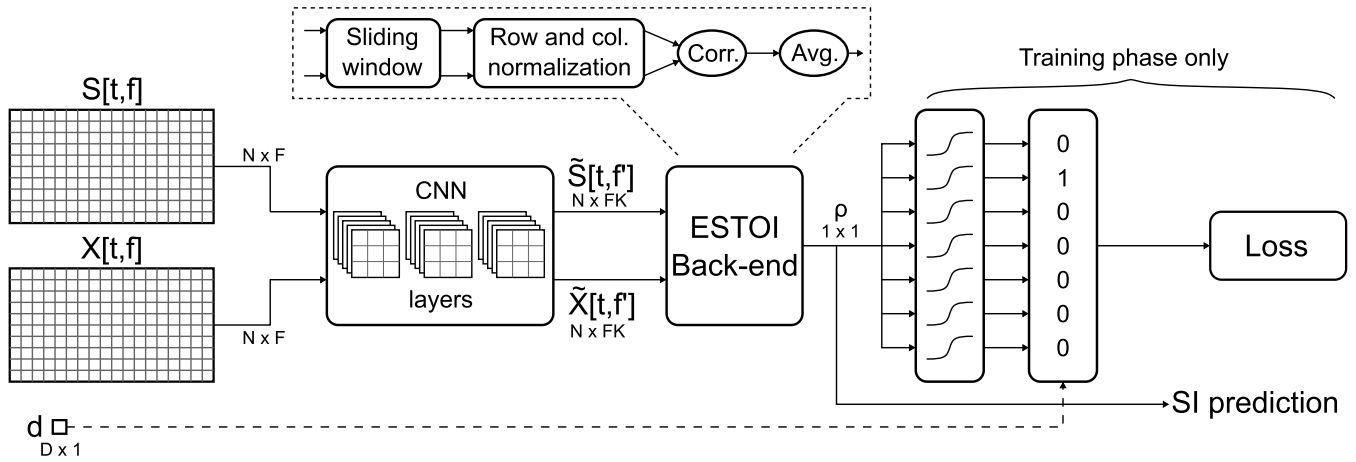 Sliding
window
Row and col.
normalization
Corr.
Avg.
Training phase only
S[t,f]
N x F
X[t,f]
N x F
CNN
layers
S̃[t,f']
N x FK
X̃[t,f']
N x FK
ESTOI
Back-end
ρ
1 x 1
0
1
0
0
0
0
0
Loss
SI prediction
d
D x 1